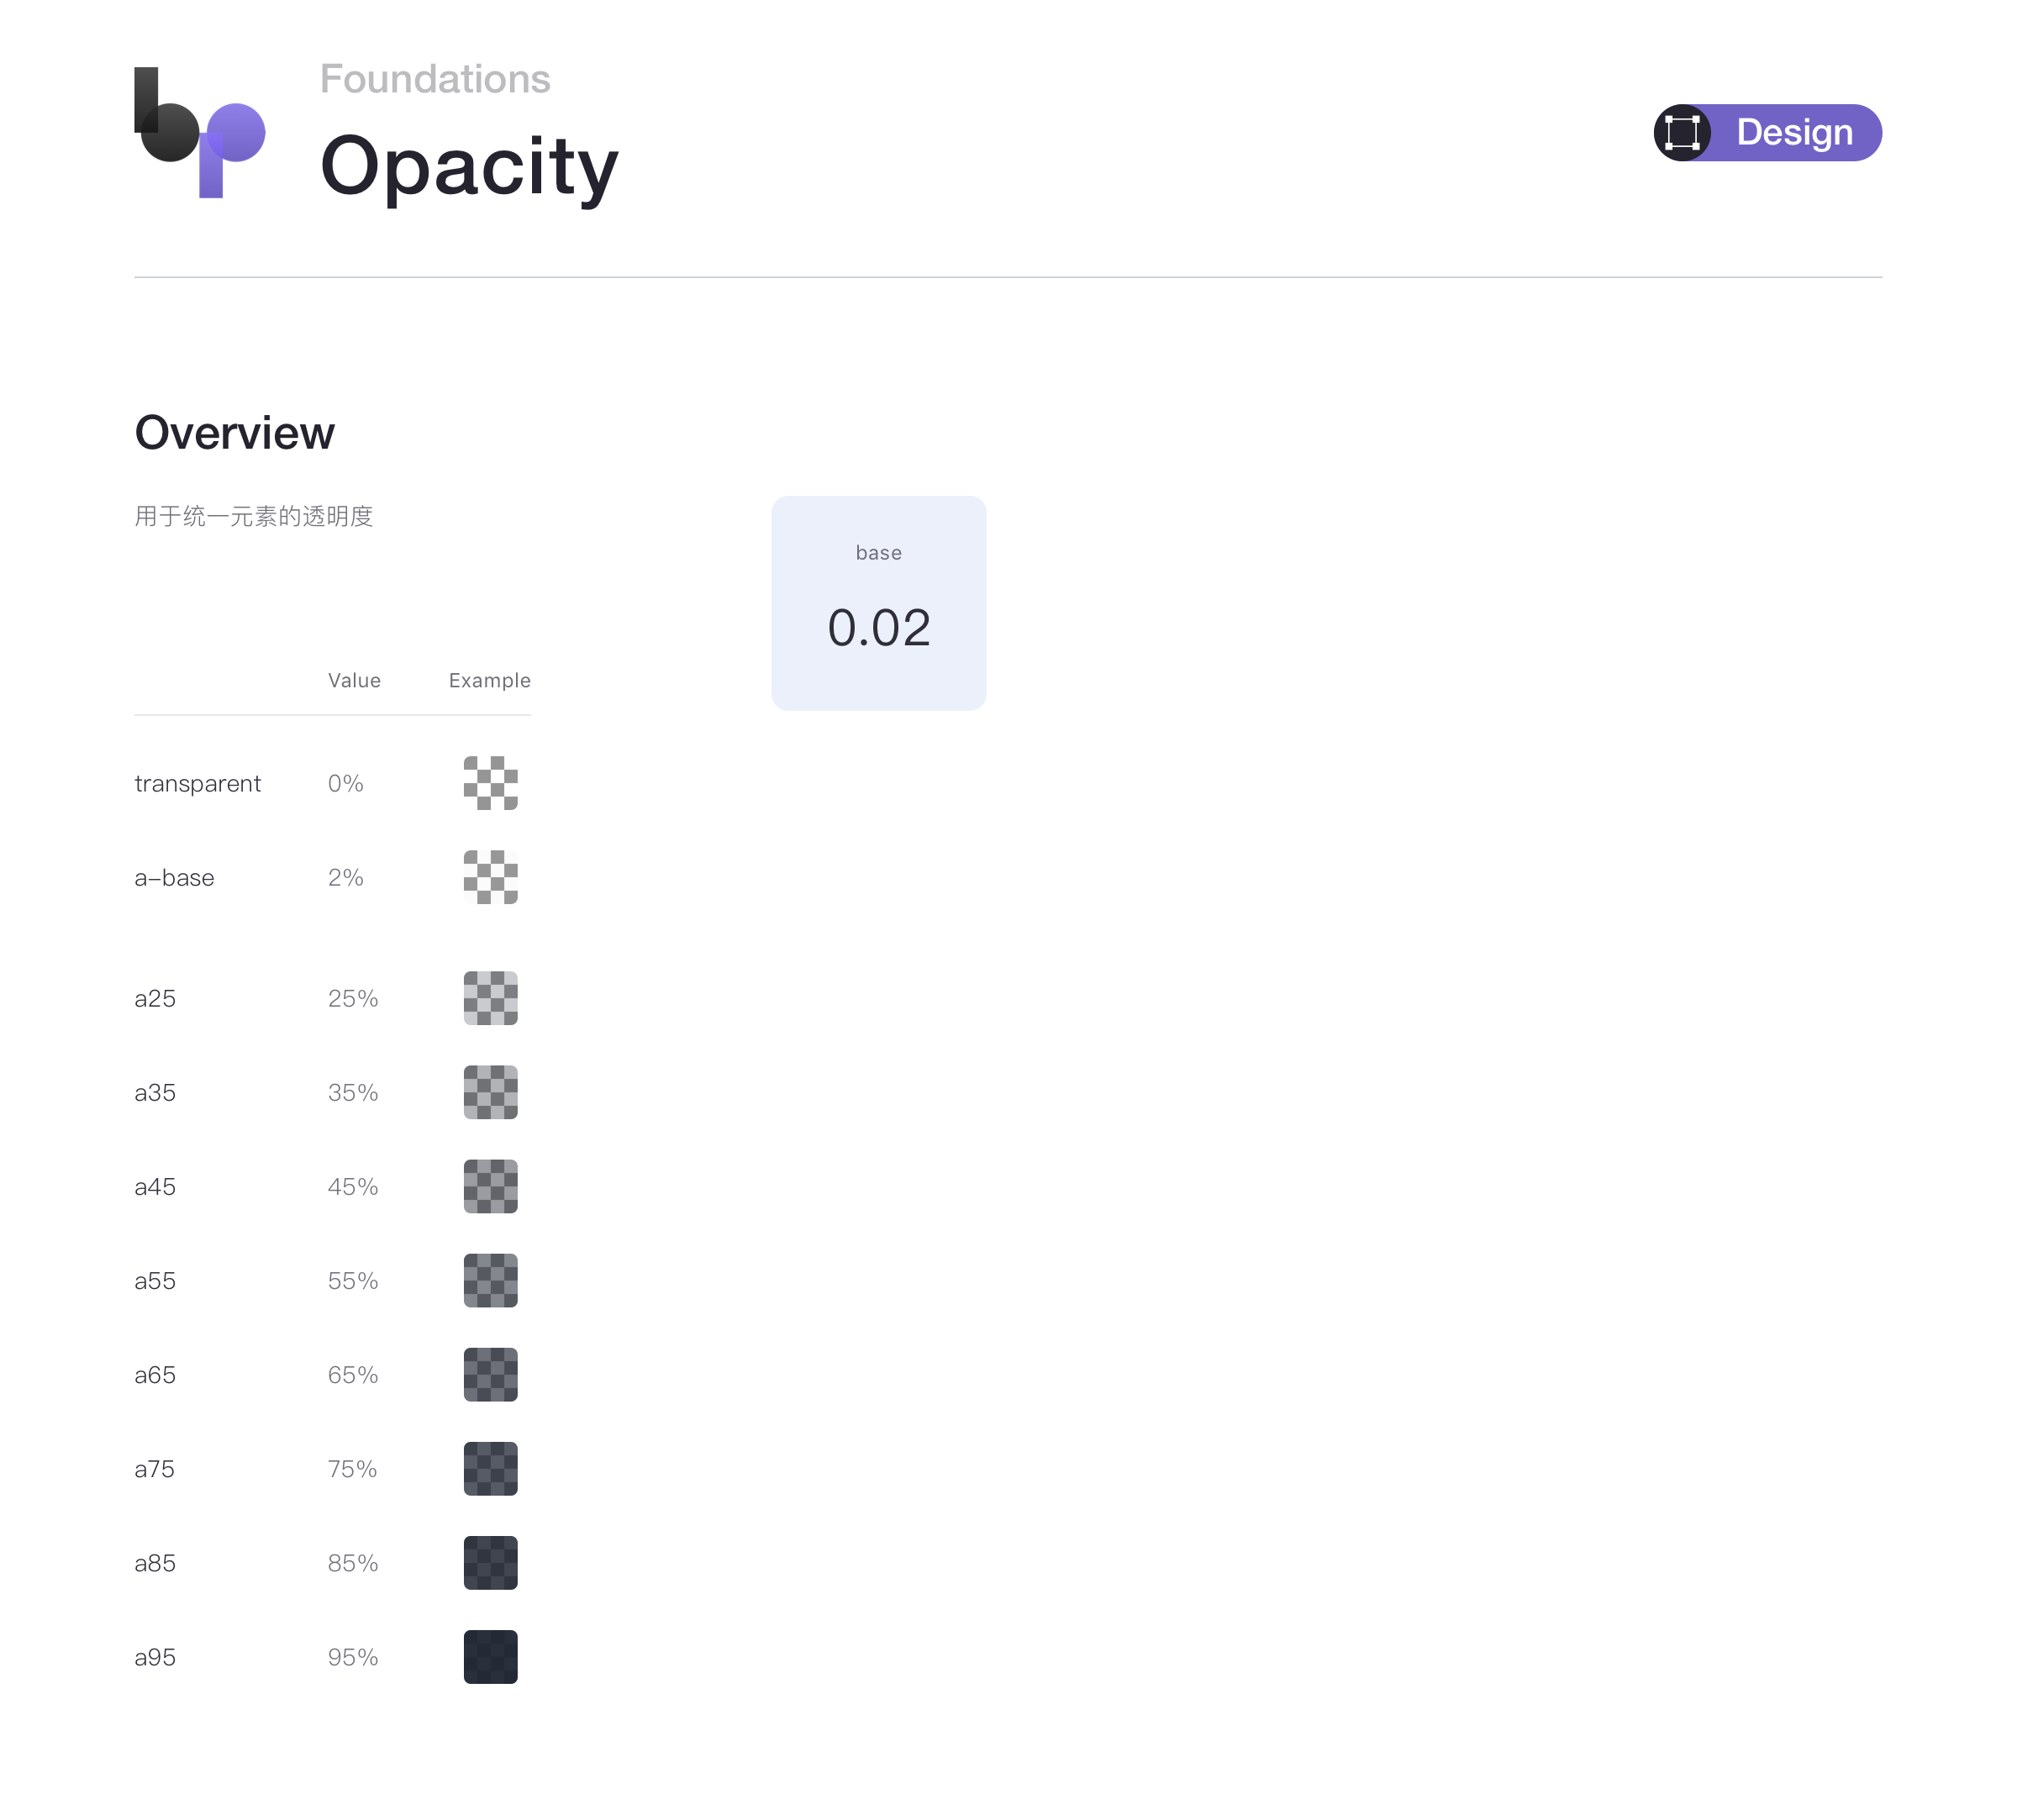 bp
Foundations
Opacity
Design
Overview
用于统一元素的透明度
base
0.02
Value Example
transparent 0%
a–base 2%
a25 25%
a35 35%
a45 45%
a55 55%
a65 65%
a75 75%
a85 85%
a95 95%